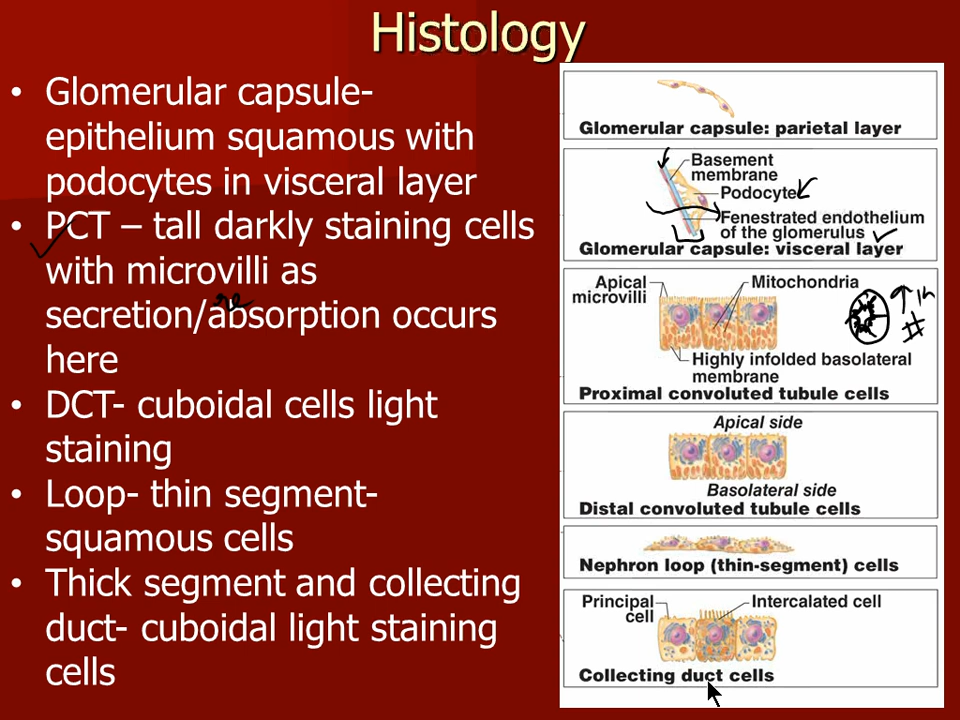 Histology
• Glomerular capsule-
epithelium squamous with
podocytes in visceral layer
• PCT – tall darkly staining cells
with microvilli as
re
secretion/absorption occurs
here
• DCT- cuboidal cells light
staining
• Loop- thin segment-
squamous cells
• Thick segment and collecting
duct- cuboidal light staining
cells
Glomerular capsule: parietal layer
Basement
membrane
Podocyte
Fenestrated endothelium
of the glomerulus
Glomerular capsule: visceral layer
Apical
microvilli
Mitochondria
Highly infolded basolateral
membrane
Proximal convoluted tubule cells
↑ in
#
Apical side
Basolateral side
Distal convoluted tubule cells
Nephron loop (thin-segment) cells
Principal
cell
Intercalated cell
Collecting duct cells